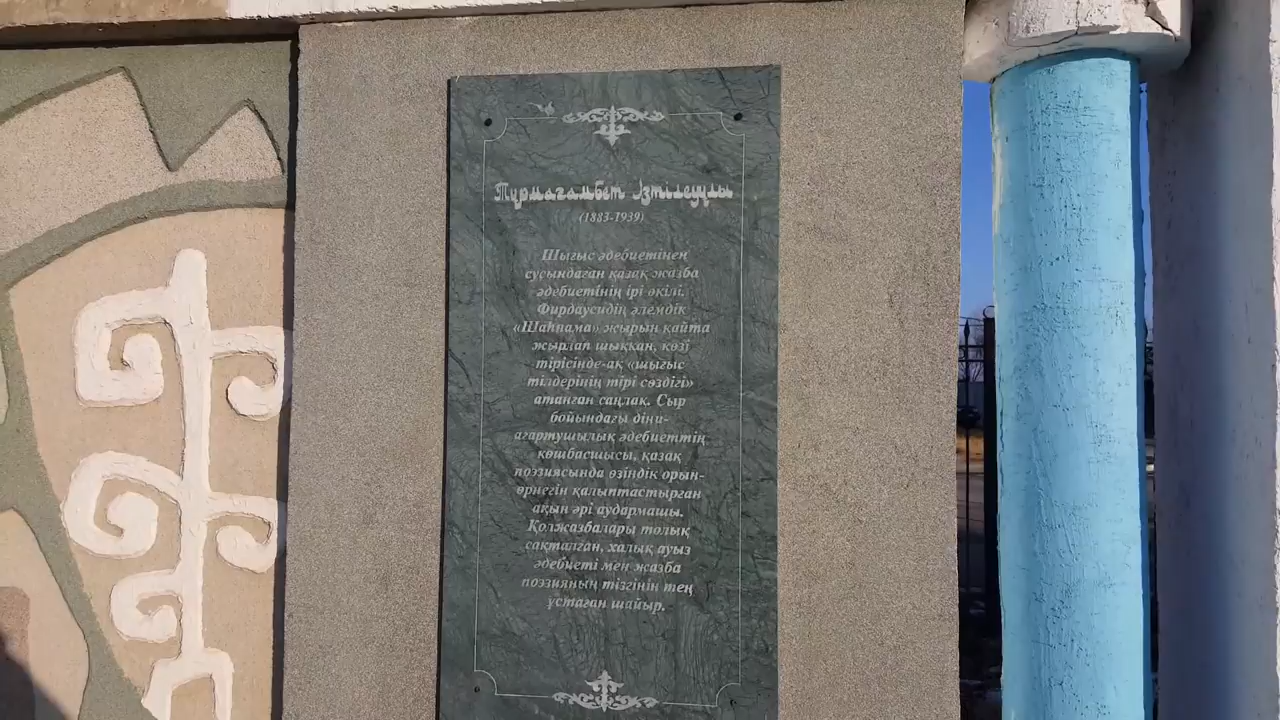 Тұрмағамбет Ізтілеуұлы
(1883-1939)
Шығыс әдебиетінен
сусындаған қазақ жазба
әдебиетінің ірі өкілі.
Фирдаусидің әлемдік
«Шаһнама» жырын қайта
жырлап шыққан, көзі
тірісінде-ақ «шығыс
тілдерінің тірі сөздігі»
атанған саңлақ. Сыр
бойындағы діни-
ағартушылық әдебиеттің
көшбасшысы, қазақ
поэзиясында өзіндік орын-
өрнегін қалыптастырған
ақын әрі аудармашы.
Қолжазбалары толық
сақталған, халық ауыз
әдебиеті мен жазба
поэзияның тізгінін тең
ұстаған шайыр.